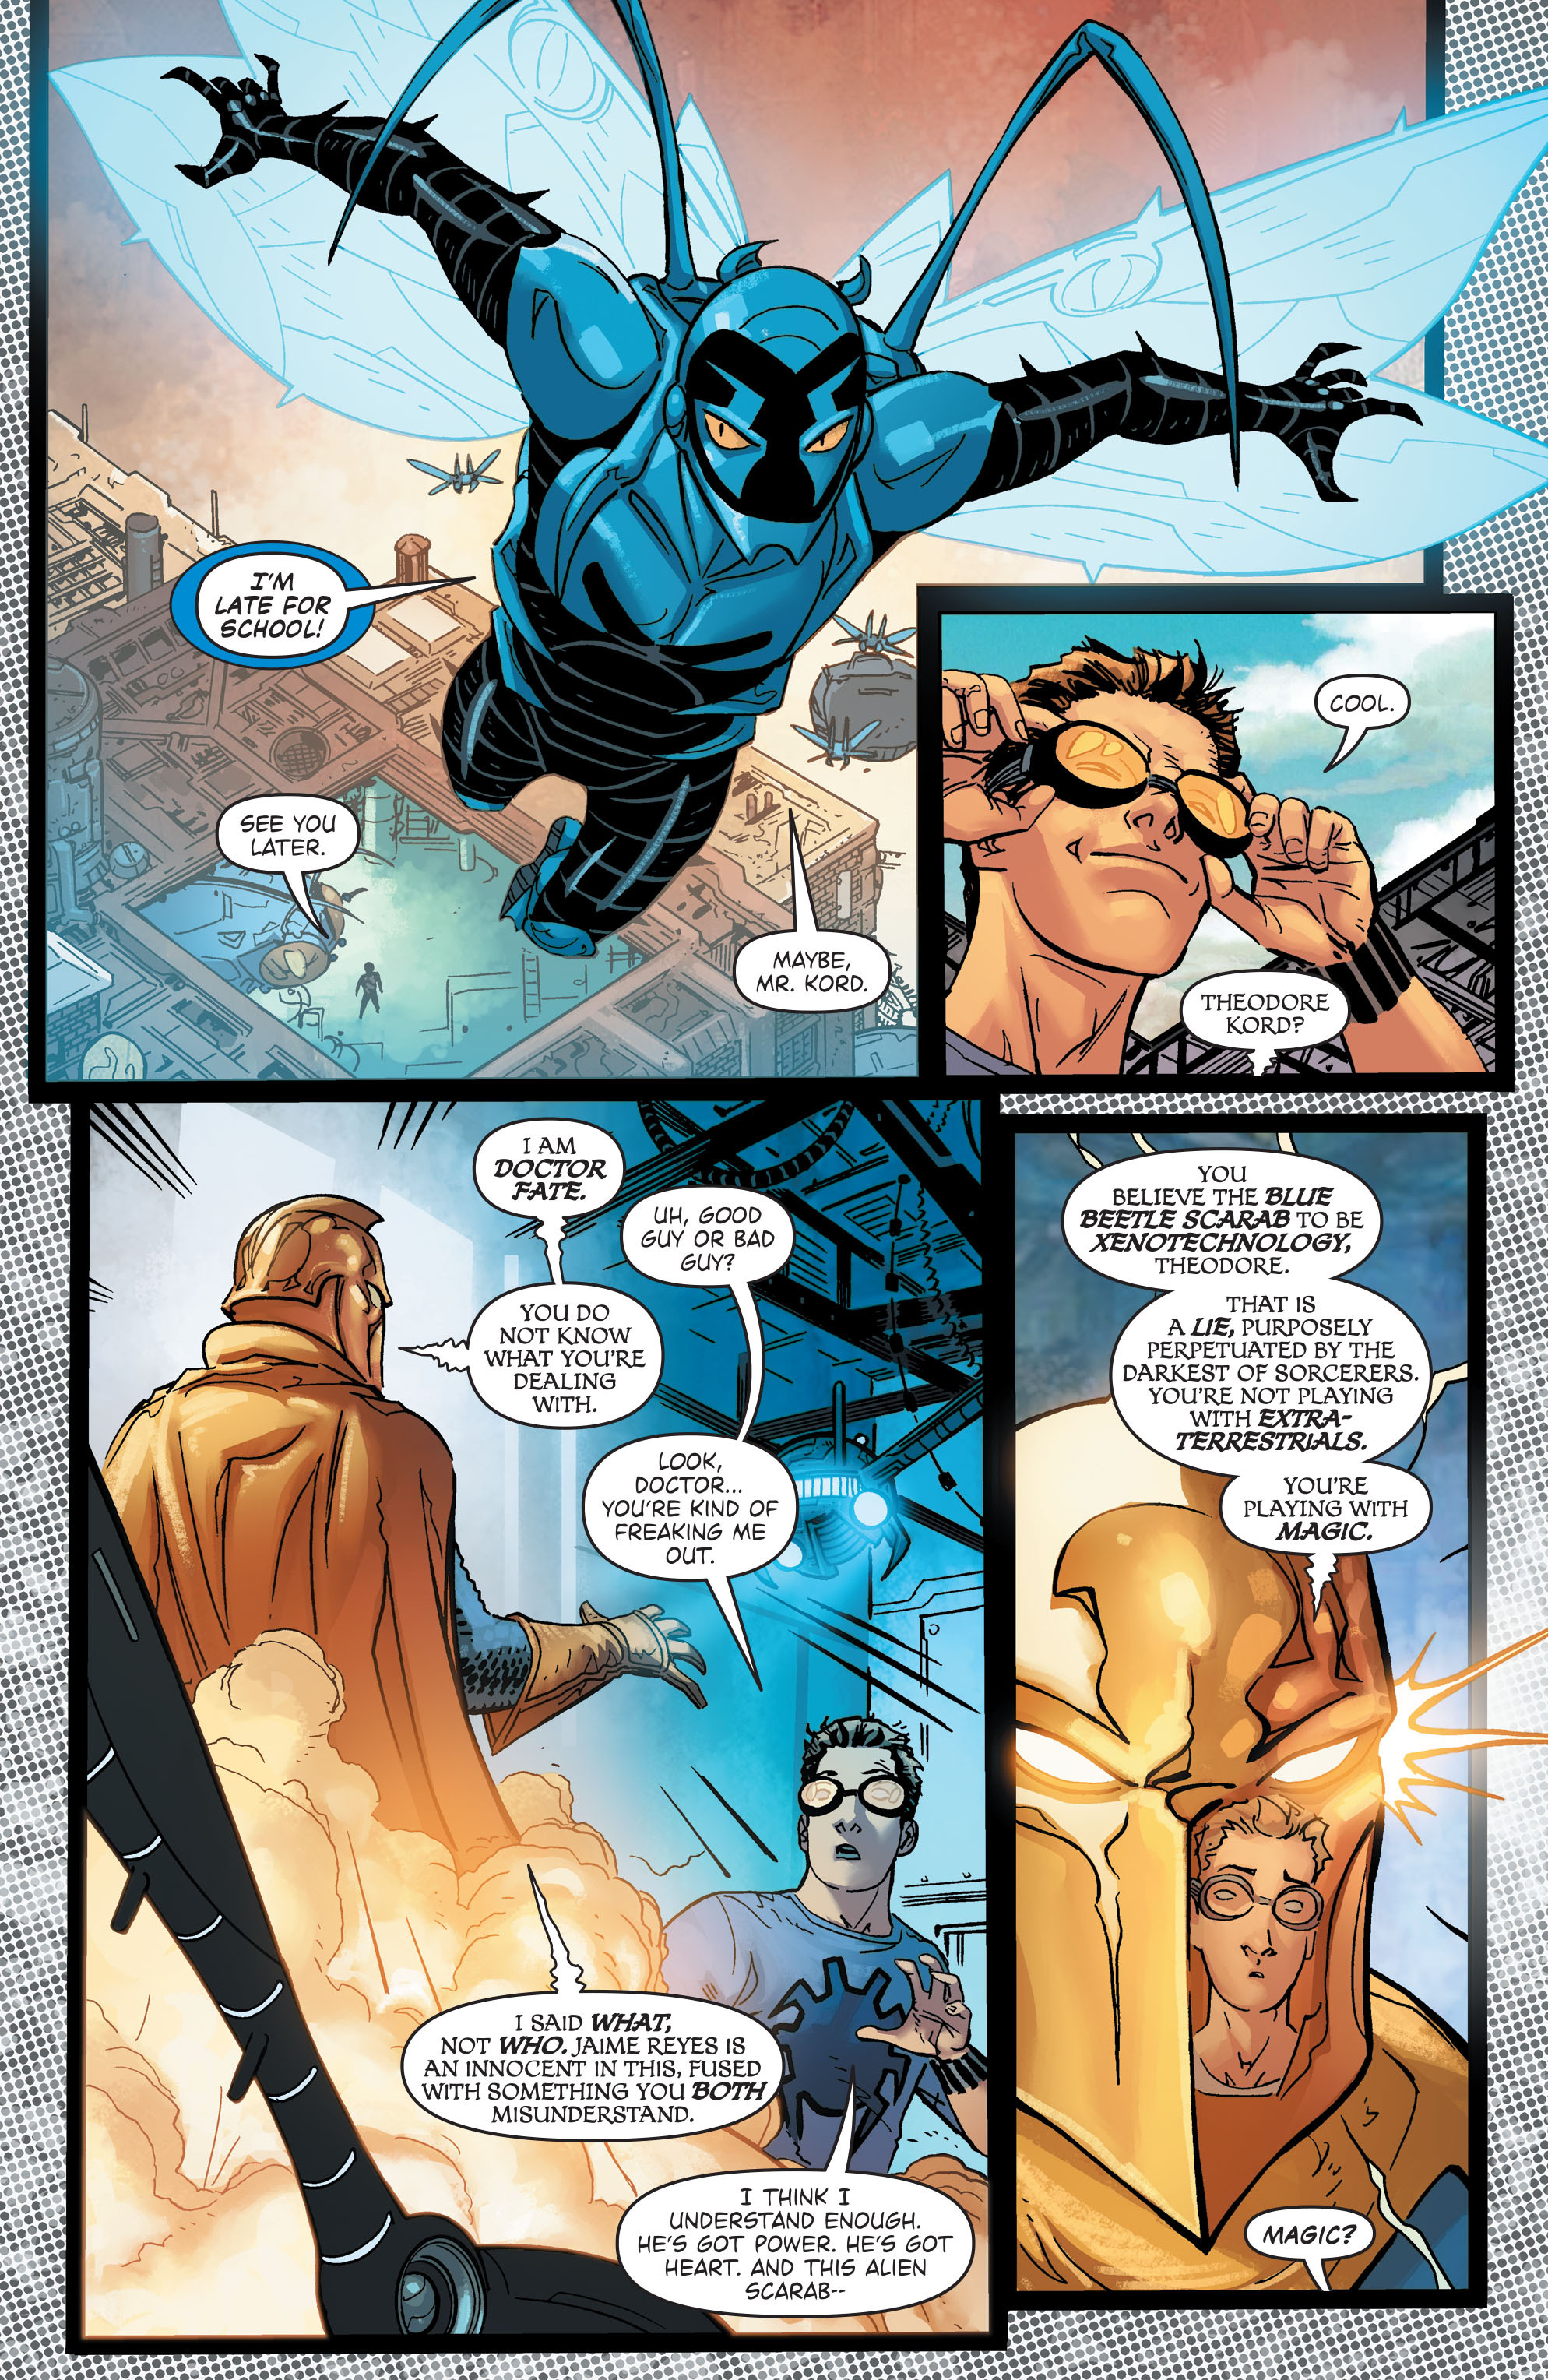 I'M
LATE FOR
SCHOOL!
SEE YOU
LATER.
MAYBE,
MR. KORD.
COOL.
THEODORE
KORD?
I AM
DOCTOR
FATE.
YOU DO
NOT KNOW
WHAT YOU'RE
DEALING
WITH.
UH, GOOD
GUY OR BAD
GUY?
LOOK,
DOCTOR...
YOU'RE KIND OF
FREAKING ME
OUT.
I SAID WHAT,
NOT WHO. JAIME REYES IS
AN INNOCENT IN THIS, FUSED
WITH SOMETHING YOU BOTH
MISUNDERSTAND.
I THINK I
UNDERSTAND ENOUGH.
HE'S GOT POWER. HE'S GOT
HEART. AND THIS ALIEN
SCARAB--
YOU
BELIEVE THE BLUE
BEETLE SCARAB TO BE
XENOTECHNOLOGY,
THEODORE.
THAT IS
A LIE, PURPOSELY
PERPETUATED BY THE
DARKEST OF SORCERERS.
YOU'RE NOT PLAYING
WITH EXTRA-
TERRESTRIALS.
YOU'RE
PLAYING WITH
MAGIC.
MAGIC?